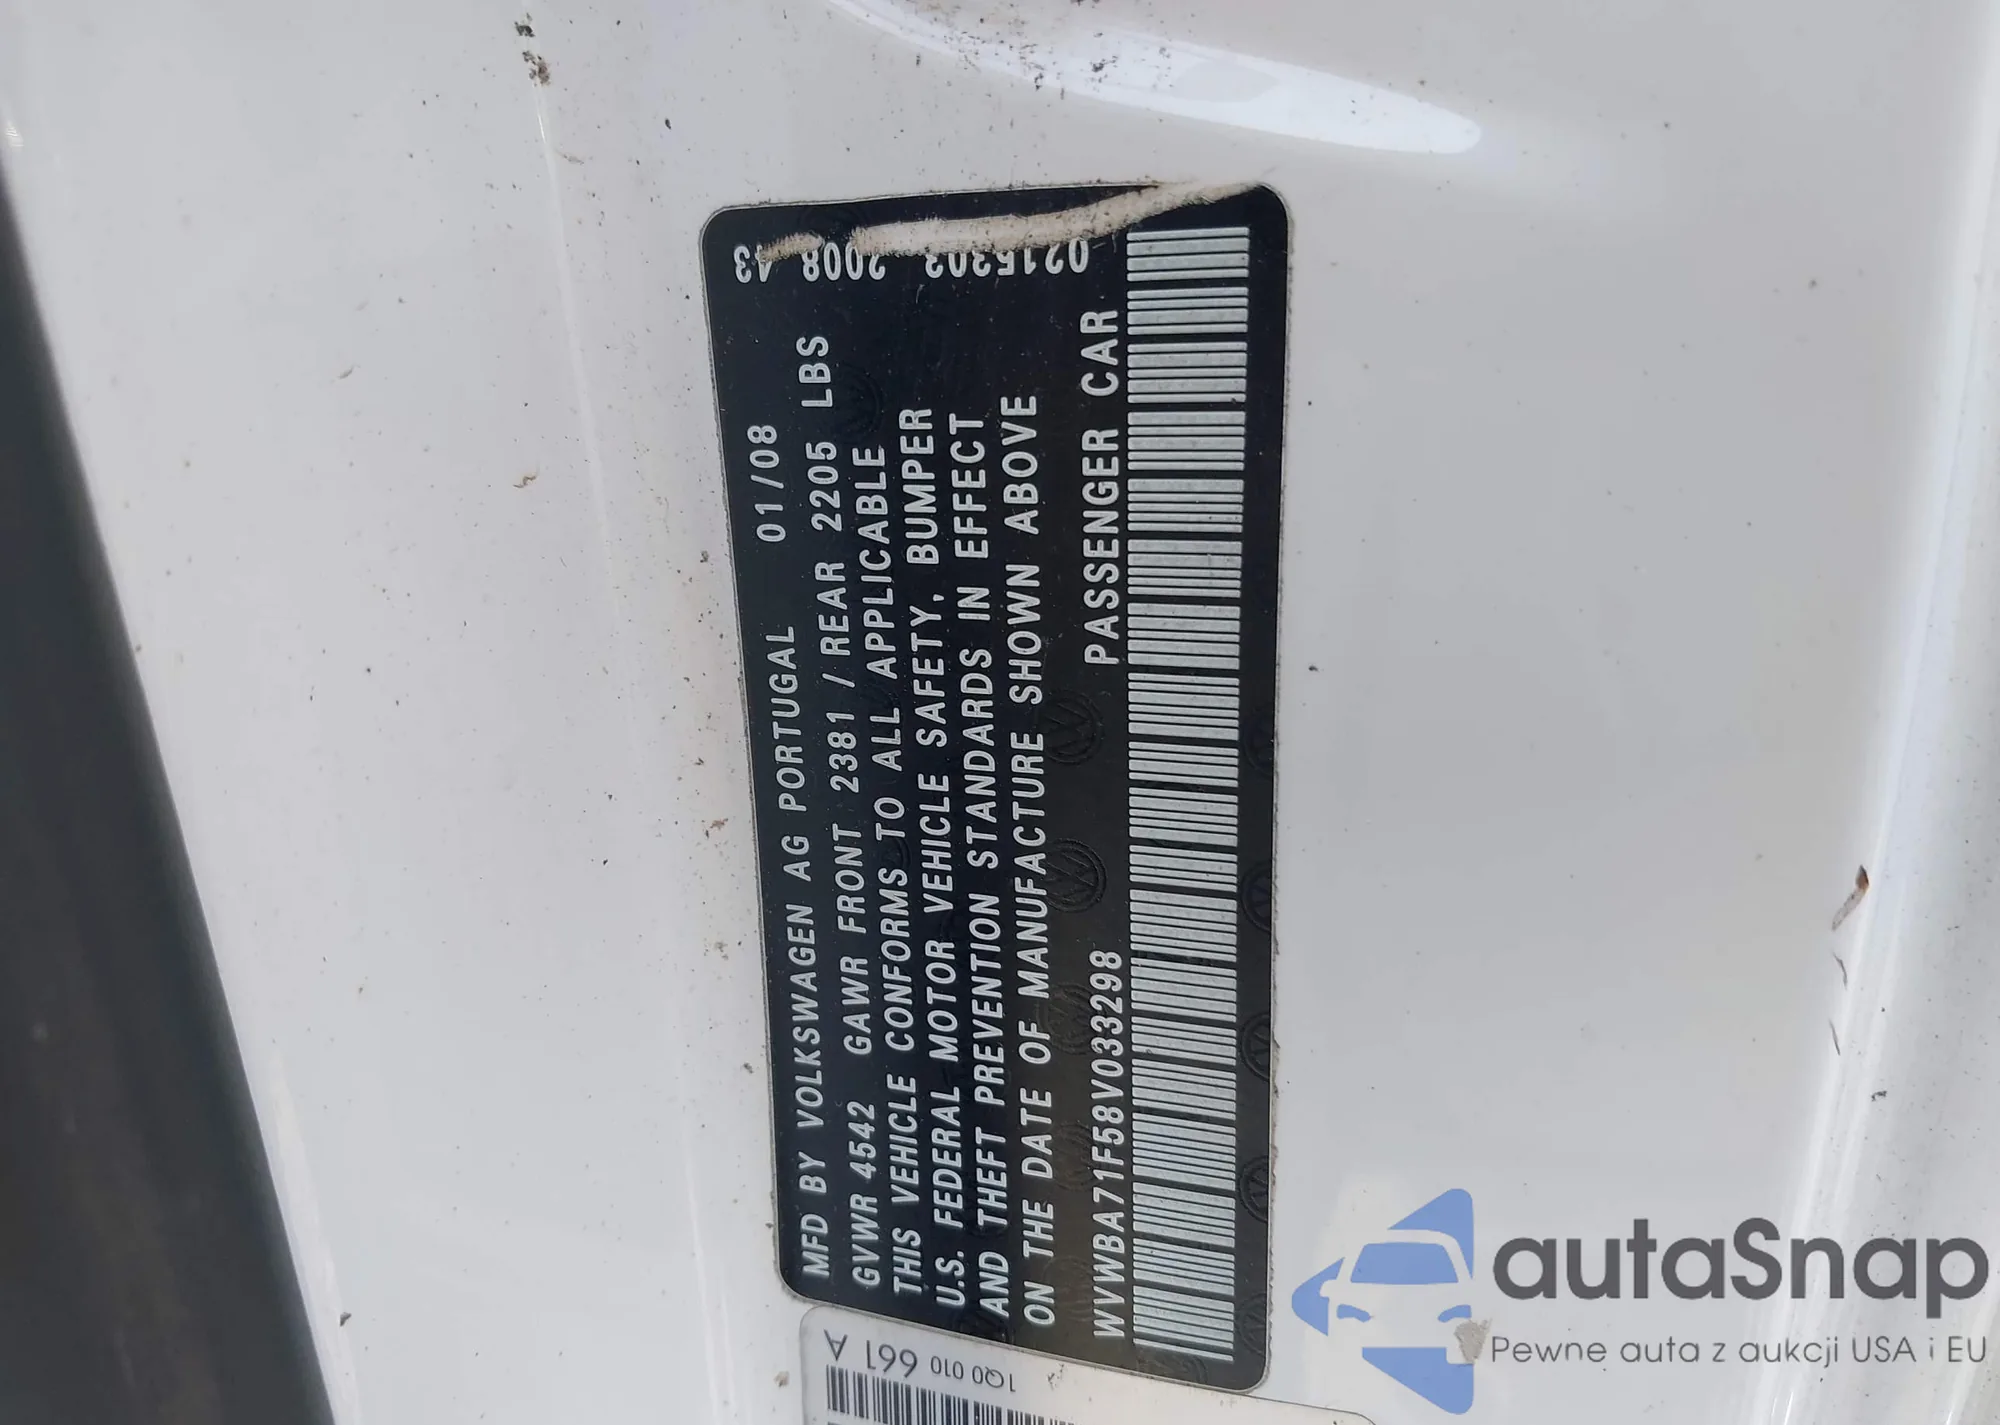 MFD BY VOLKSWAGEN AG PORTUGAL 01/08
GVWR 4542 GAWR FRONT 2381 / REAR 2205 LBS
THIS VEHICLE CONFORMS TO ALL APPLICABLE
U.S. FEDERAL MOTOR VEHICLE SAFETY, BUMPER
AND THEFT PREVENTION STANDARDS IN EFFECT
ON THE DATE OF MANUFACTURE SHOWN ABOVE
WVWBA71F58V033298 PASSENGER CAR
2008 0215303
1Q0 010 661 A
autaSnap
Pewne auta z aukcji USA i EU